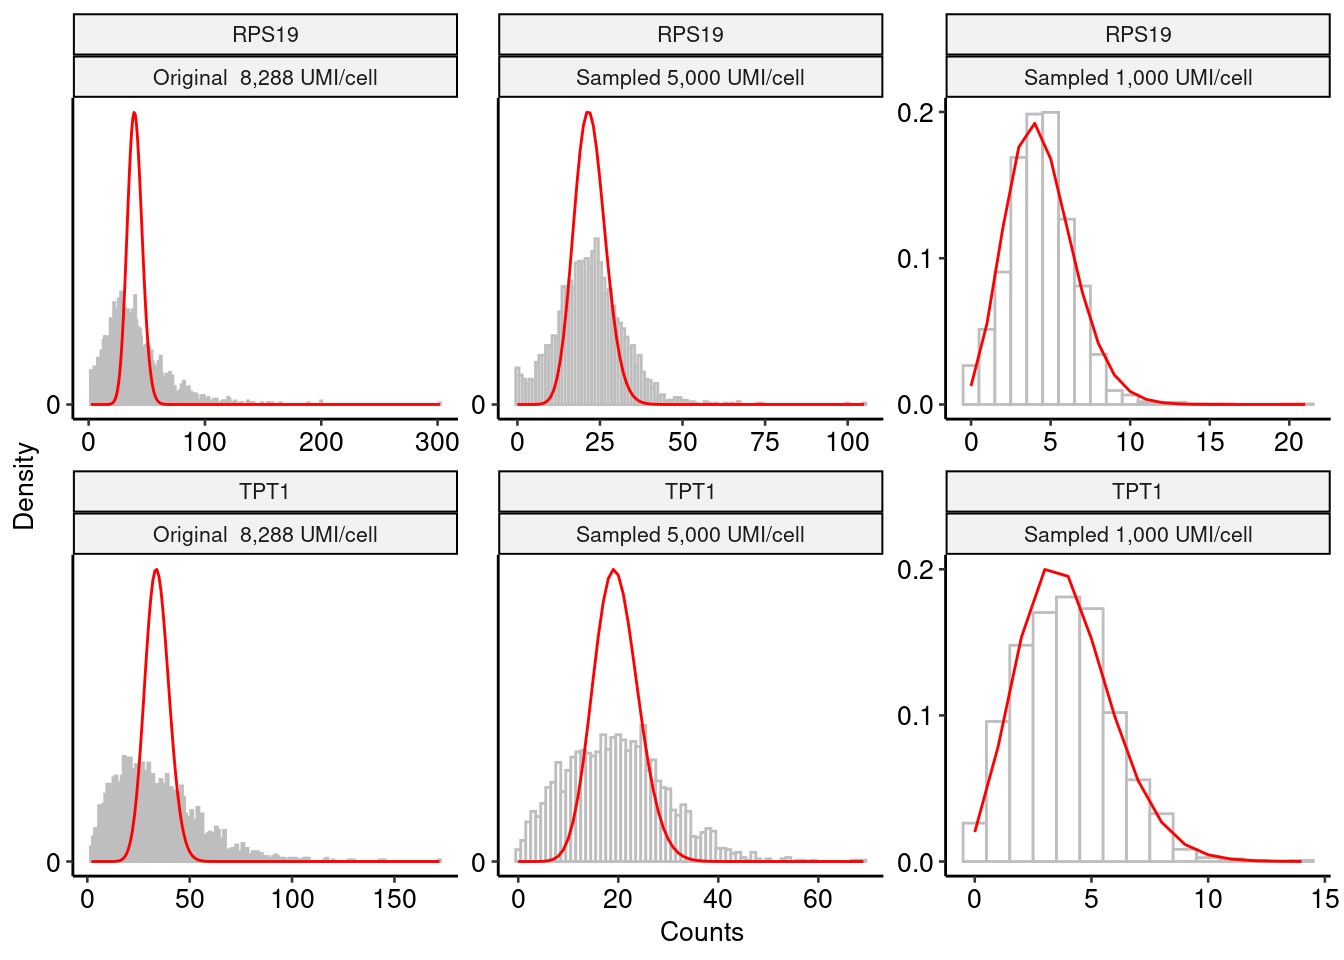 RPS19
Original  8,288 UMI/cell
0
0 100 200 300
RPS19
Sampled 5,000 UMI/cell
0
0 25 50 75 100
RPS19
Sampled 1,000 UMI/cell
0.2
0.1
0.0
0 5 10 15 20
Density
TPT1
Original  8,288 UMI/cell
0
0 50 100 150
TPT1
Sampled 5,000 UMI/cell
0
0 20 40 60
TPT1
Sampled 1,000 UMI/cell
0.2
0.1
0.0
0 5 10 15
Counts